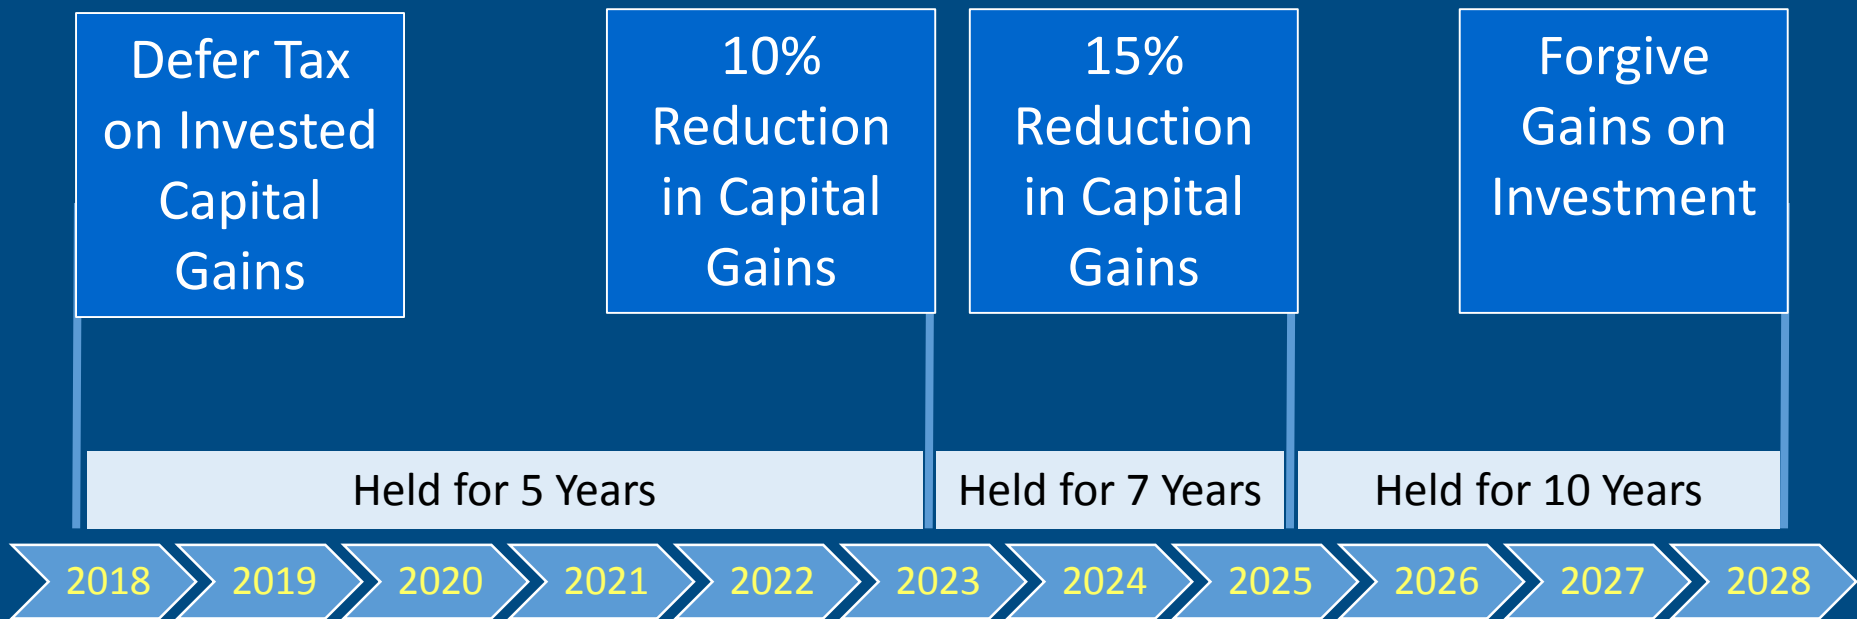 Defer Tax
on Invested
Capital
Gains
10%
Reduction
in Capital
Gains
15%
Reduction
in Capital
Gains
Forgive
Gains on
Investment
Held for 5 Years
Held for 7 Years
Held for 10 Years
2018
2019
2020
2021
2022
2023
2024
2025
2026
2027
2028